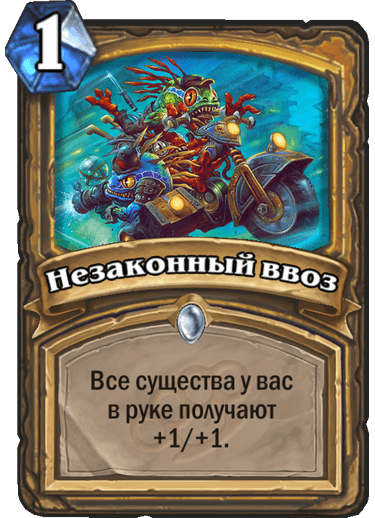 1
Незаконный ввоз
Все существа у вас
в руке получают
+1/+1.